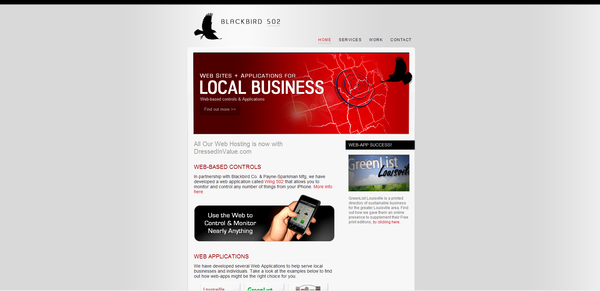 BLACKBIRD 502
HOME SERVICES WORK CONTACT
WEB SITES + APPLICATIONS FOR
LOCAL BUSINESS
Web-based controls & Applications
Find out more >>
All Our Web Hosting is now with
DressedInValue.com
WEB-BASED CONTROLS
In partnership with Blackbird Co. & Payne-Sparkman Mfg, we have
developed a web application called Wing 502 that allows you to
monitor and control any number of things from your iPhone. More info
here
Use the Web to
Control & Monitor
Nearly Anything
WEB APPLICATIONS
We have developed several Web Applications to help serve local
businesses and individuals. Take a look at the examples below to find
out how web-apps might be the right choice for you.
Louisville
GreenList
WEB-APP SUCCESS!
GreenList
Louisville
GreenList Louisville is a printed
directory of sustainable business
for the greater Louisville area. Find
out how we gave them an online
presence to supplement their Free
print editions, by clicking here.